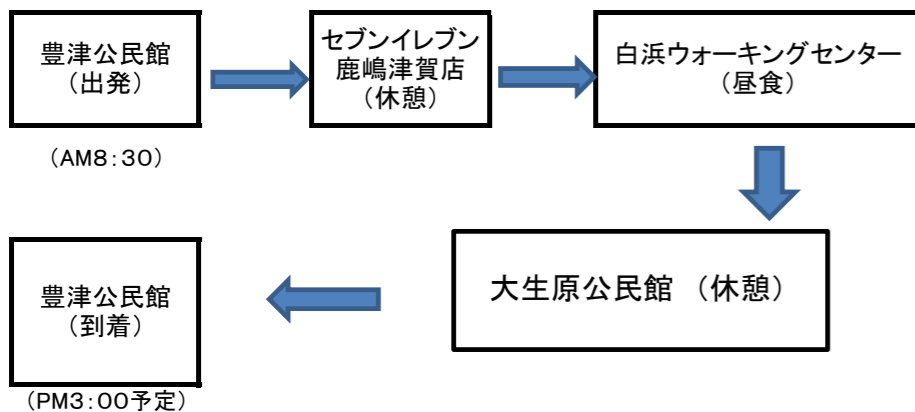 豊津公民館
（出発）
セブンイレブン
鹿嶋津賀店
（休憩）
白浜ウォーキングセンター
（昼食）
（AM8：30）
大生原公民館　（休憩）
豊津公民館
（到着）
（PM3：00予定）